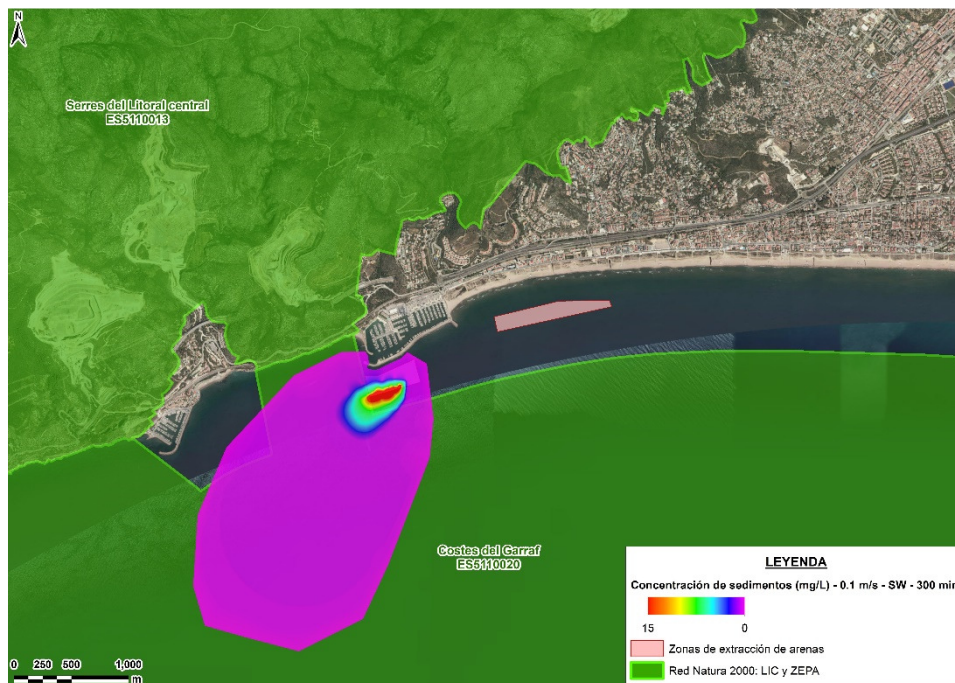 N
Serres del Litoral central
ES5110013
Costes del Garraf
ES5110020
LEYENDA
Concentración de sedimentos (mg/L) - 0.1 m/s - SW - 300 min
15 0
Zonas de extracción de arenas
Red Natura 2000: LIC y ZEPA
0 250 500 1,000
m